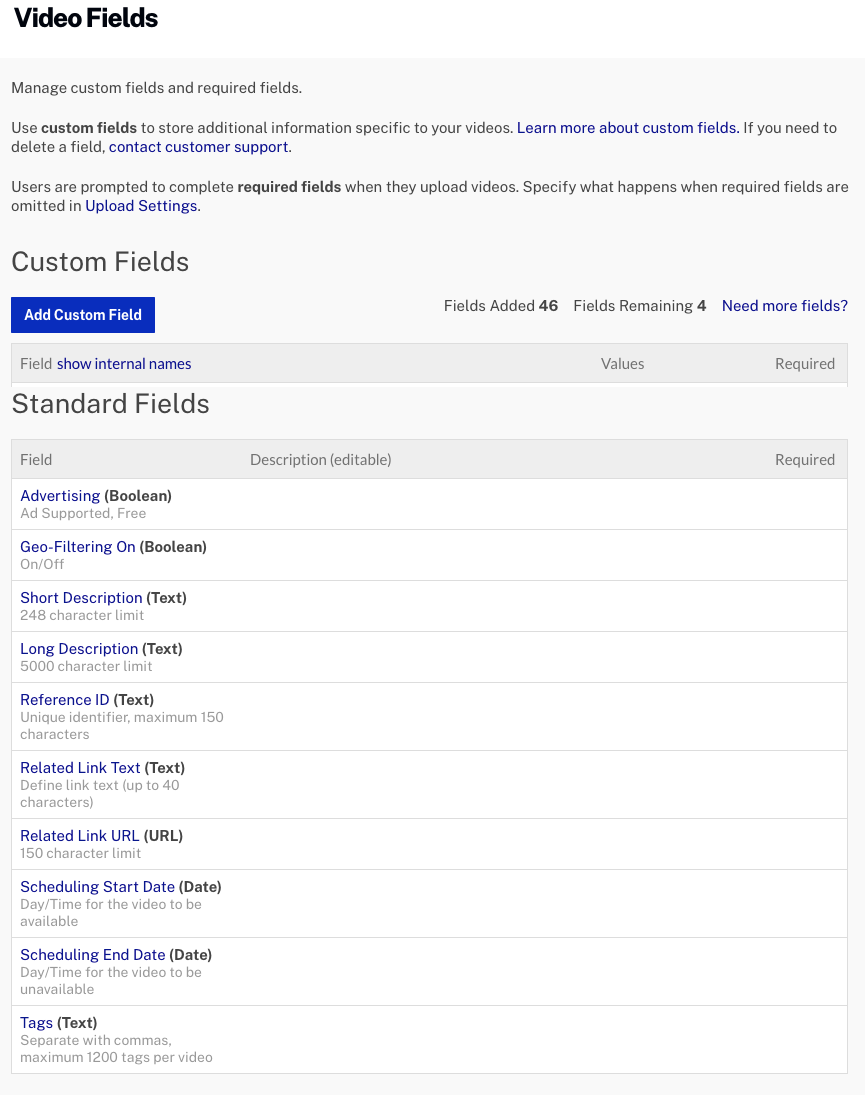 Video Fields
Manage custom fields and required fields.
Use custom fields to store additional information specific to your videos. Learn more about custom fields. If you need to
delete a field, contact customer support.
Users are prompted to complete required fields when they upload videos. Specify what happens when required fields are
omitted in Upload Settings.
Custom Fields
Add Custom Field
Fields Added 46 Fields Remaining 4 Need more fields?
Field show internal names Values Required
Standard Fields
Field Description (editable) Required
Advertising (Boolean)
Ad Supported, Free
Geo-Filtering On (Boolean)
On/Off
Short Description (Text)
248 character limit
Long Description (Text)
5000 character limit
Reference ID (Text)
Unique identifier, maximum 150
characters
Related Link Text (Text)
Define link text (up to 40
characters)
Related Link URL (URL)
150 character limit
Scheduling Start Date (Date)
Day/Time for the video to be
available
Scheduling End Date (Date)
Day/Time for the video to be
unavailable
Tags (Text)
Separate with commas,
maximum 1200 tags per video